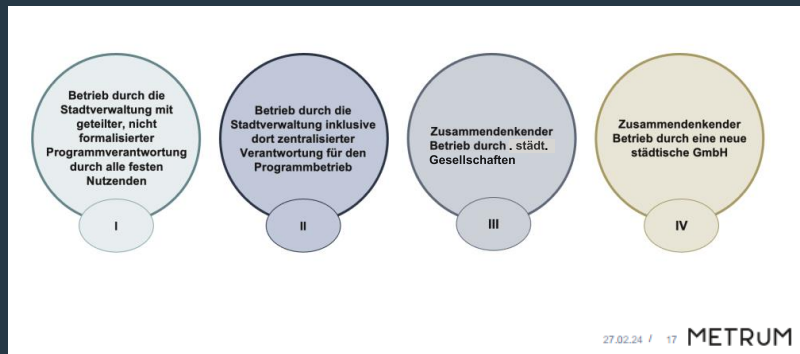 Betrieb durch die
Stadtverwaltung mit
geteilter, nicht
formalisierter
Programmverantwortung
durch alle festen
Nutzenden
I
Betrieb durch die
Stadtverwaltung inklusive
dort zentralisierter
Verantwortung für den
Programmbetrieb
II
Zusammendenkender
Betrieb durch . städt.
Gesellschaften
III
Zusammendenkender
Betrieb durch eine neue
städtische GmbH
IV
27.02.24 / 17 METRUM